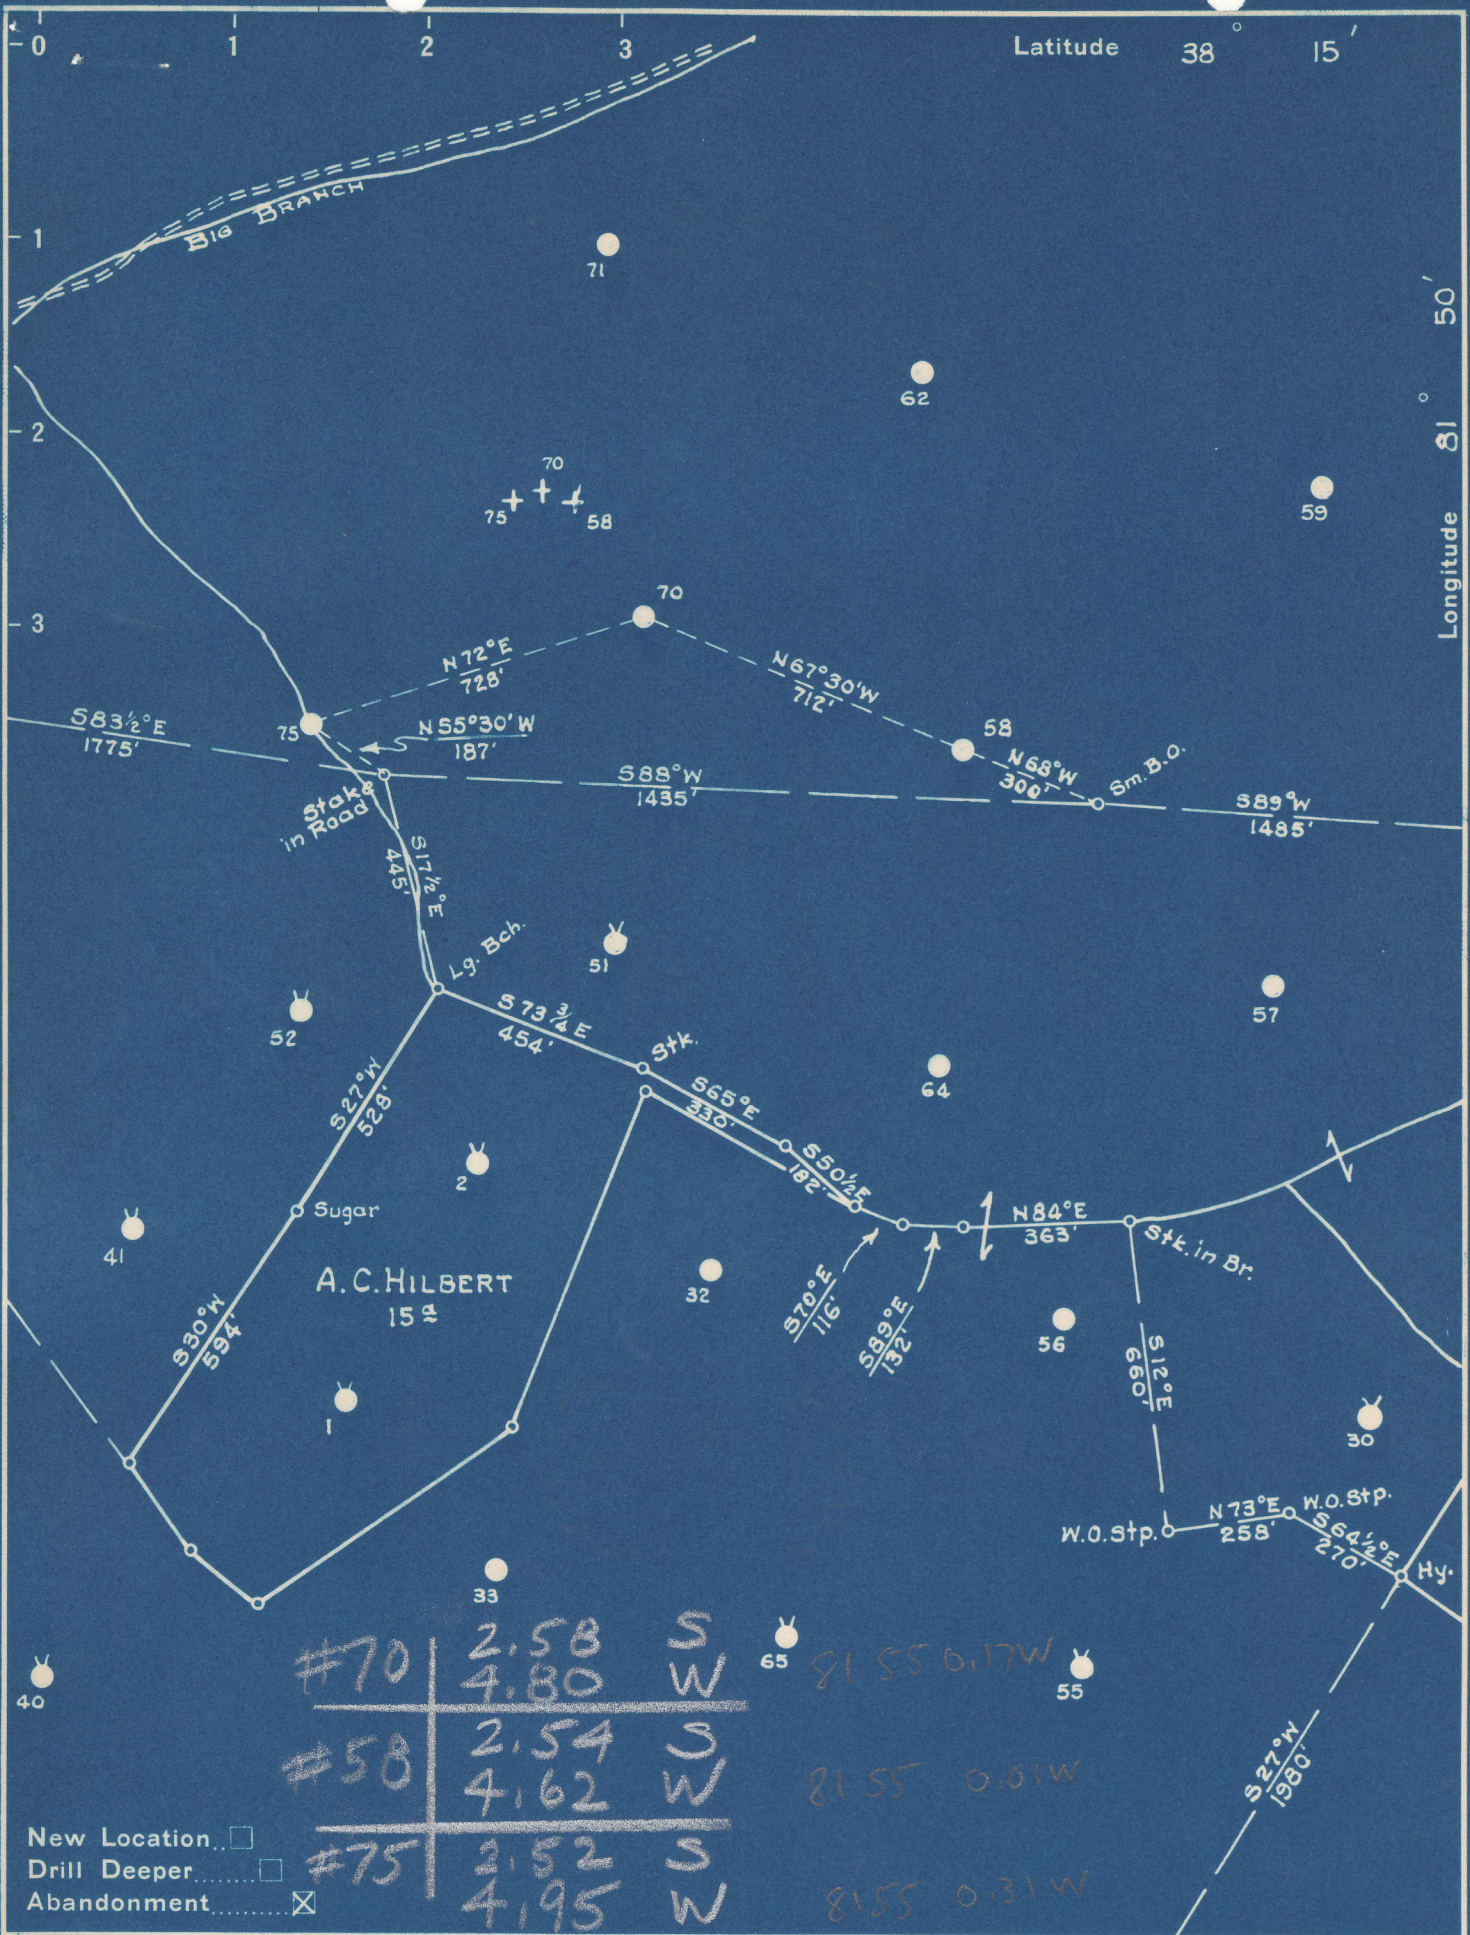 0 1 2 3 Latitude 38° 15'
BIG BRANCH
1
71
50'
62
2
81°
70
75 58
59
Longitude
3
70
N72°E
728'
N67°30'W
712'
S83½°E
1775'
75
N55°30'W
187'
58
N68°W
300'
Sm. B.O.
S88°W
1435'
S89°W
1485'
Stake
in Road
S17½°E
445'
Lg. Bch.
51
52
57
S73¾E
454'
Stk.
64
S65°E
330'
S27°W
528'
S50½E
182'
2
Sugar
41
N84°E
363'
Stk. in Br.
A.C. HILBERT
15 a
32
S70°E
116'
S89°E
132'
56
S30°W
594'
S12°E
660'
1
30
W.O. Stp.
N73°E
258'
W.O. Stp.
S64½°E
270'
Hy.
33
#70 2.58 S
4.80 W
65
81 55 0.17W
55
40
#58 2.54 S
4.62 W
81 55 0.01W
S27°W
1980'
#75 2.52 S
4.95 W
81 55 0.31W
New Location..
Drill Deeper........
Abandonment.......... X